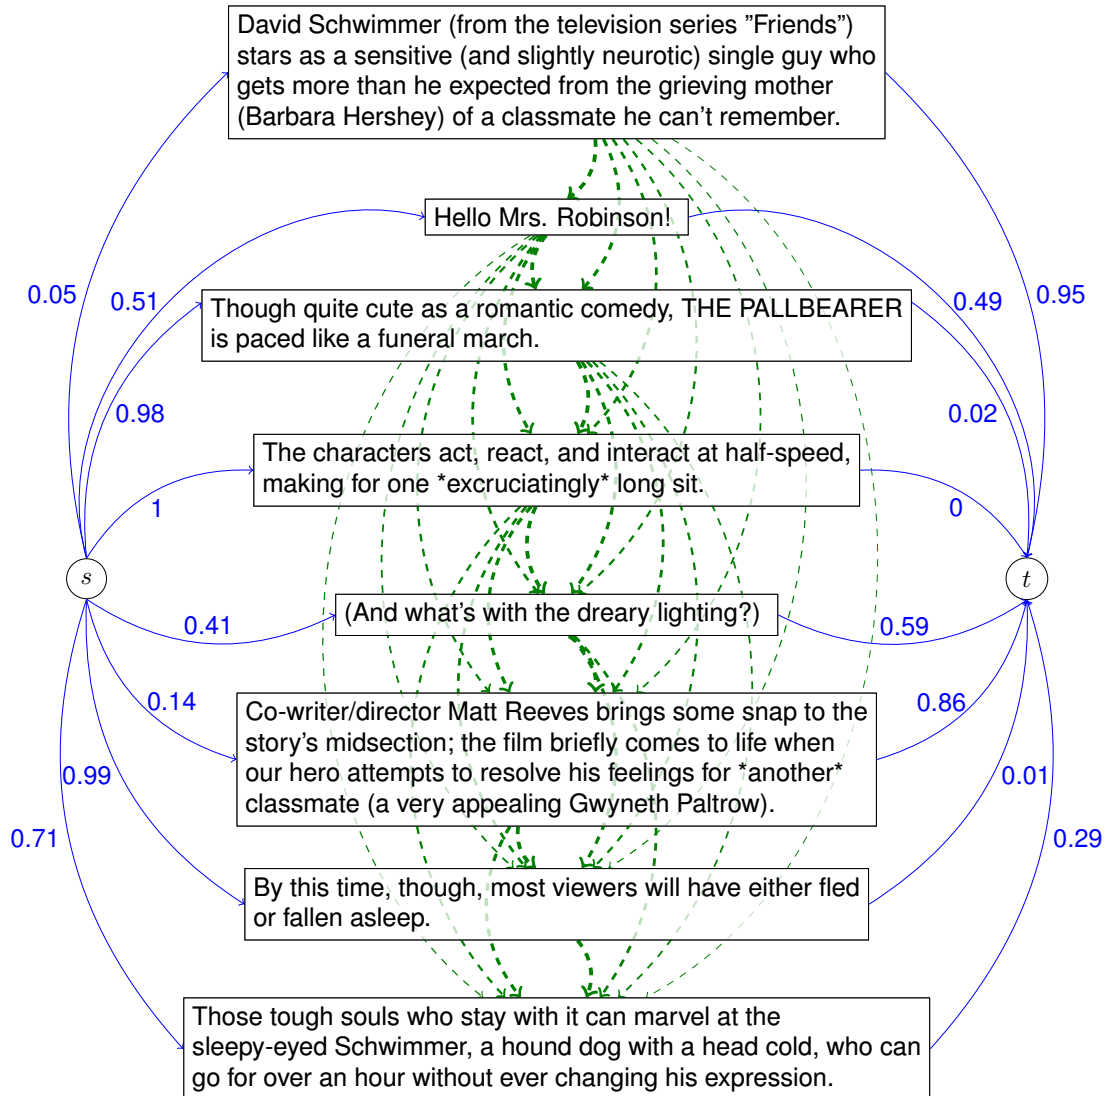 David Schwimmer (from the television series ”Friends”)
stars as a sensitive (and slightly neurotic) single guy who
gets more than he expected from the grieving mother
(Barbara Hershey) of a classmate he can't remember.
Hello Mrs. Robinson!
0.05
0.51
0.49
0.95
Though quite cute as a romantic comedy, THE PALLBEARER
is paced like a funeral march.
0.98
0.02
The characters act, react, and interact at half-speed,
making for one *excruciatingly* long sit.
1
0
s
t
(And what's with the dreary lighting?)
0.41
0.59
0.14
0.86
Co-writer/director Matt Reeves brings some snap to the
story's midsection; the film briefly comes to life when
our hero attempts to resolve his feelings for *another*
classmate (a very appealing Gwyneth Paltrow).
0.99
0.01
0.71
0.29
By this time, though, most viewers will have either fled
or fallen asleep.
Those tough souls who stay with it can marvel at the
sleepy-eyed Schwimmer, a hound dog with a head cold, who can
go for over an hour without ever changing his expression.